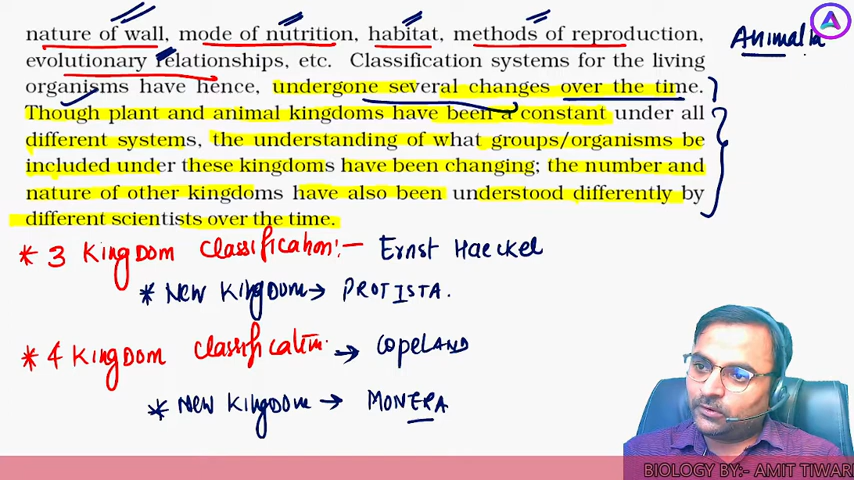 nature of wall, mode of nutrition, habitat, methods of reproduction,
evolutionary relationships, etc. Classification systems for the living
organisms have hence, undergone several changes over the time.
Though plant and animal kingdoms have been a constant under all
different systems, the understanding of what groups/organisms be
included under these kingdoms have been changing; the number and
nature of other kingdoms have also been understood differently by
different scientists over the time.
Animalia
* 3 Kingdom Classification:- Ernst Haeckel
* New Kingdom → PROTISTA.
* 4 Kingdom Classification → Copeland
* New Kingdom → MONERA
BIOLOGY BY:- AMIT TIWARI